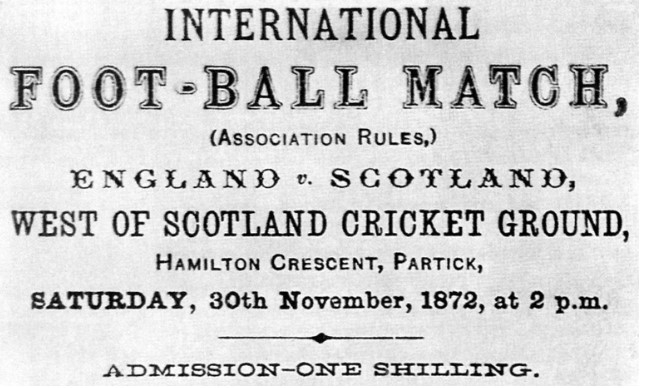 INTERNATIONAL
FOOT-BALL MATCH,
(ASSOCIATION RULES,)
ENGLAND v. SCOTLAND,
WEST OF SCOTLAND CRICKET GROUND,
HAMILTON CRESCENT, PARTICK,
SATURDAY, 30th November, 1872, at 2 p.m.
ADMISSION-ONE SHILLING.